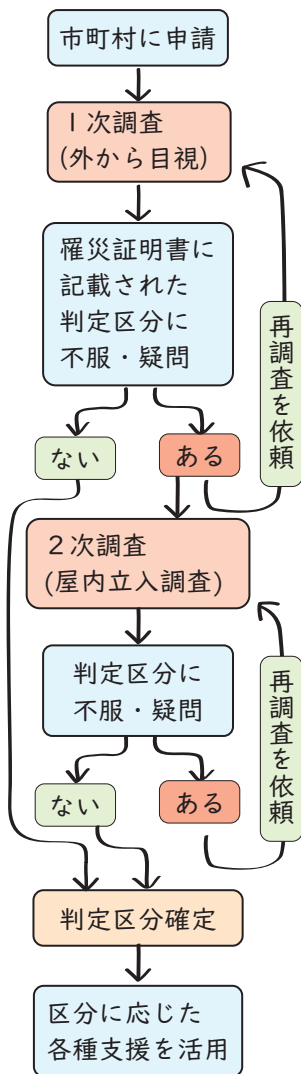 市町村に申請
1次調査
(外から目視)
罹災証明書に
記載された
判定区分に
不服・疑問
再調査を依頼
ない
ある
2次調査
(屋内立入調査)
判定区分に
不服・疑問
再調査を依頼
ない
ある
判定区分確定
区分に応じた
各種支援を活用